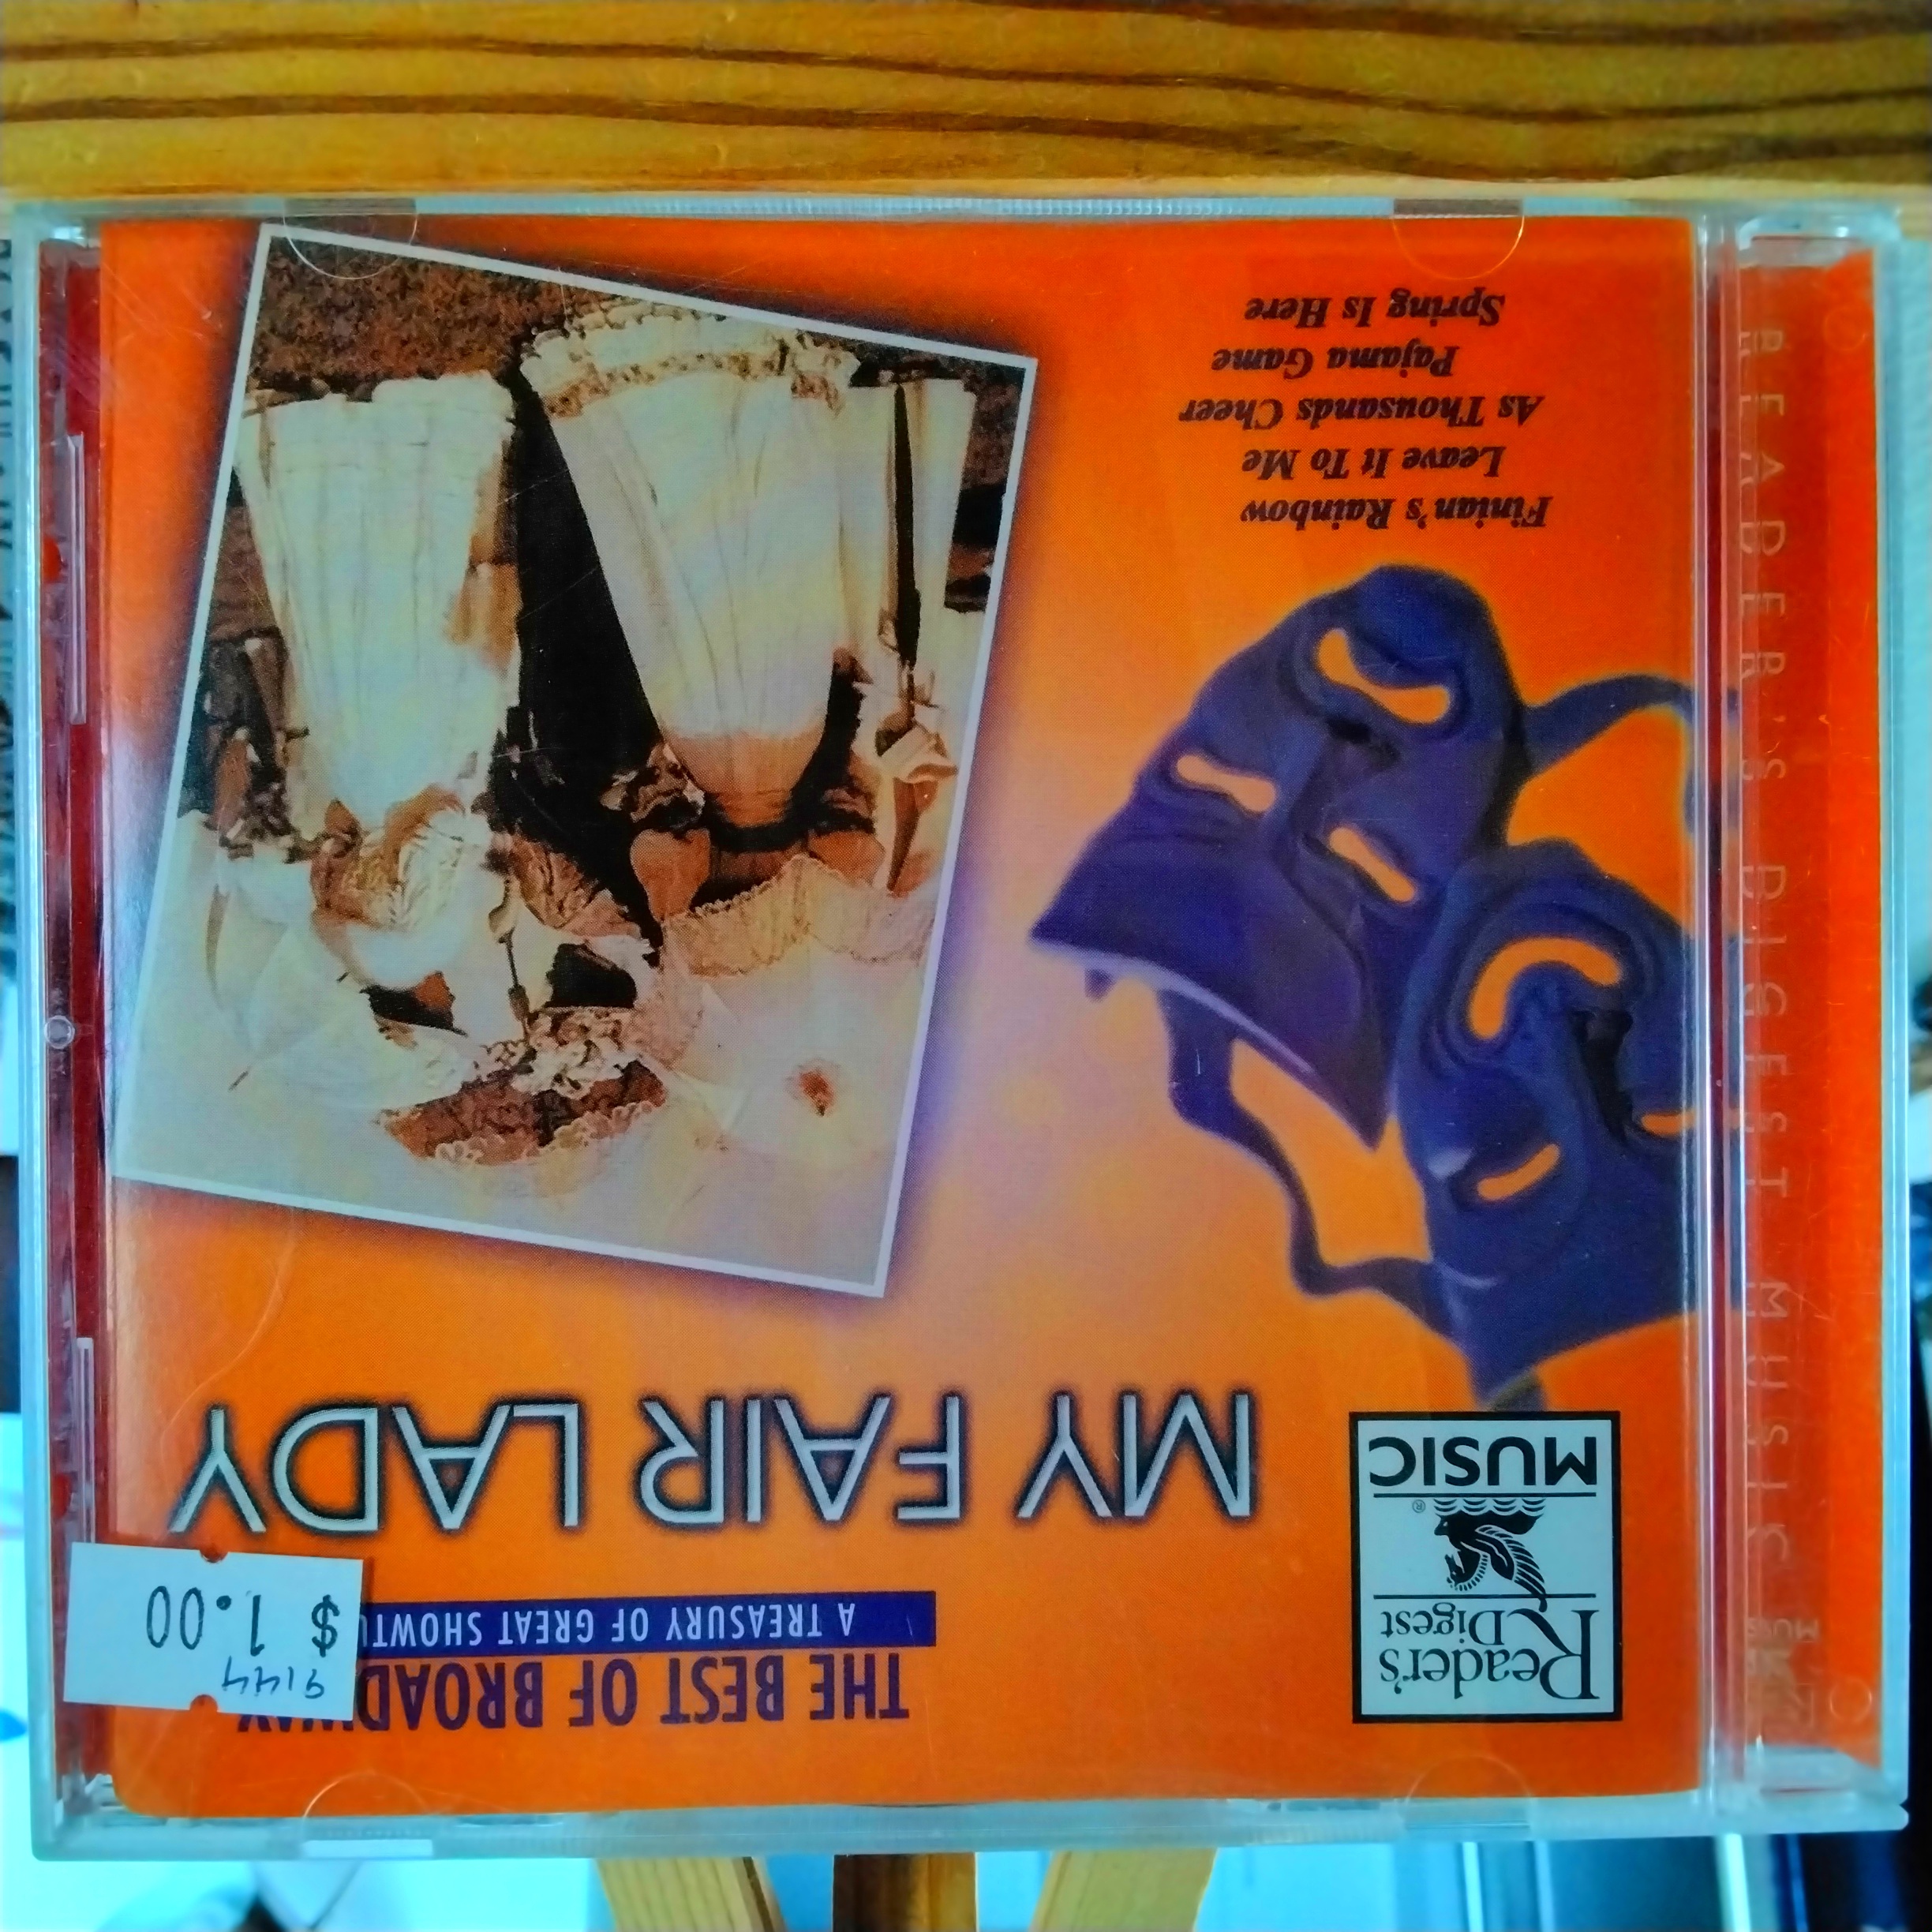 Reader's
Digest
MUSIC
®
THE BEST OF BROADWAY
A TREASURY OF GREAT SHOWTU
9144
$ 1.00
MY FAIR LADY
Finian's Rainbow
Leave It To Me
As Thousands Cheer
Pajama Game
Spring Is Here
READER'S DIGEST MUSIC